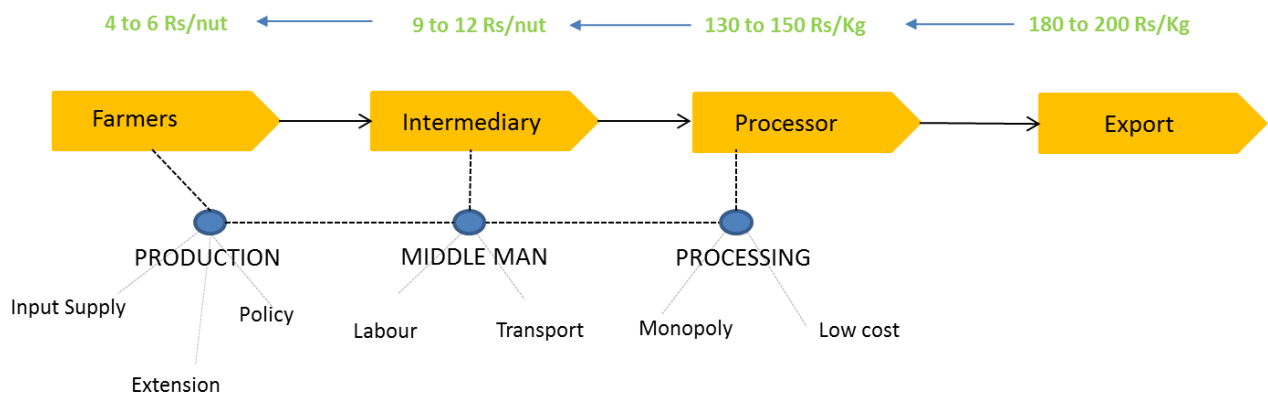 4 to 6 Rs/nut
9 to 12 Rs/nut
130 to 150 Rs/Kg
180 to 200 Rs/Kg
Farmers
Intermediary
Processor
Export
PRODUCTION
MIDDLE MAN
PROCESSING
Input Supply
Policy
Extension
Labour
Transport
Monopoly
Low cost